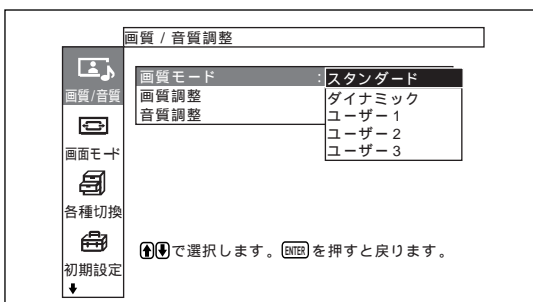 画質 / 音質調整
画質/音質
画面モード
各種切換
初期設定
画質モード : スタンダード
画質調整
音質調整
ダイナミック
ユーザー1
ユーザー2
ユーザー3
で選択します。ENTERを押すと戻ります。